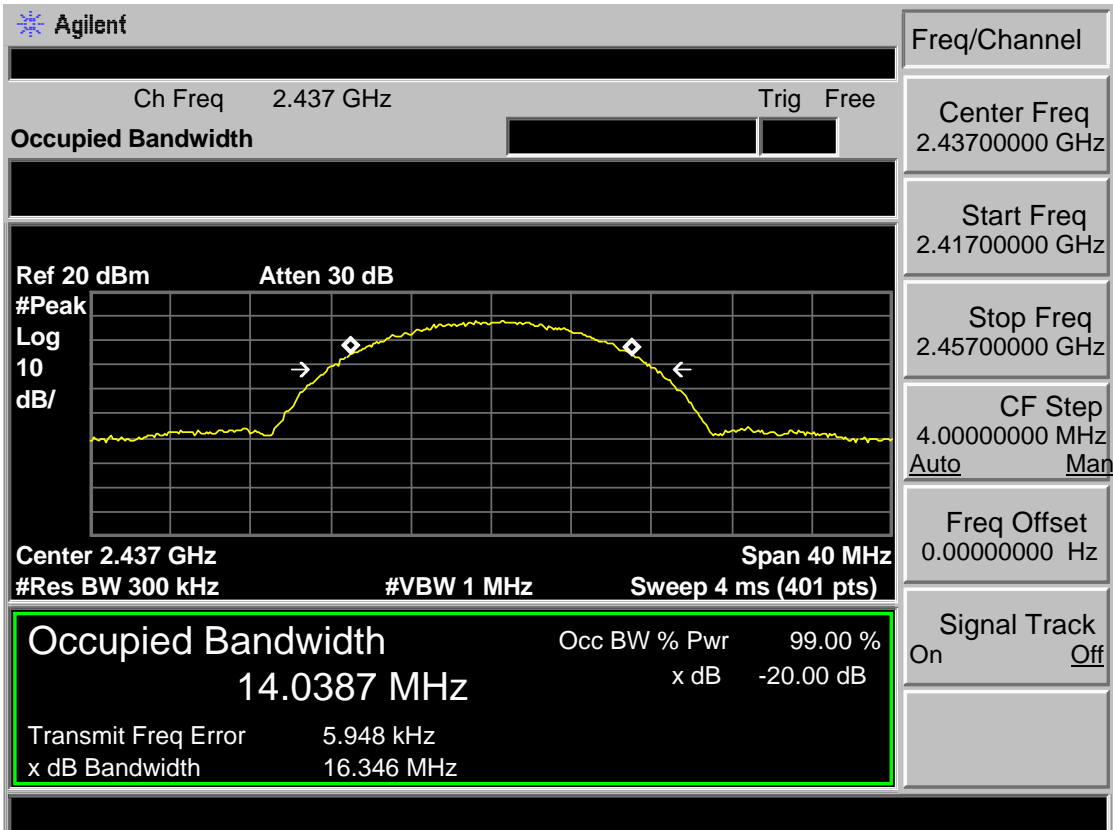 Agilent
Freq/Channel
Ch Freq 2.437 GHz Trig Free
Occupied Bandwidth
Center Freq
2.43700000 GHz
Start Freq
2.41700000 GHz
Stop Freq
2.45700000 GHz
CF Step
4.00000000 MHz
Auto Man
Freq Offset
0.00000000 Hz
Signal Track
On Off
Ref 20 dBm Atten 30 dB
#Peak
Log
10
dB/
Center 2.437 GHz Span 40 MHz
#Res BW 300 kHz #VBW 1 MHz Sweep 4 ms (401 pts)
Occupied Bandwidth Occ BW % Pwr 99.00 %
14.0387 MHz x dB -20.00 dB
Transmit Freq Error 5.948 kHz
x dB Bandwidth 16.346 MHz